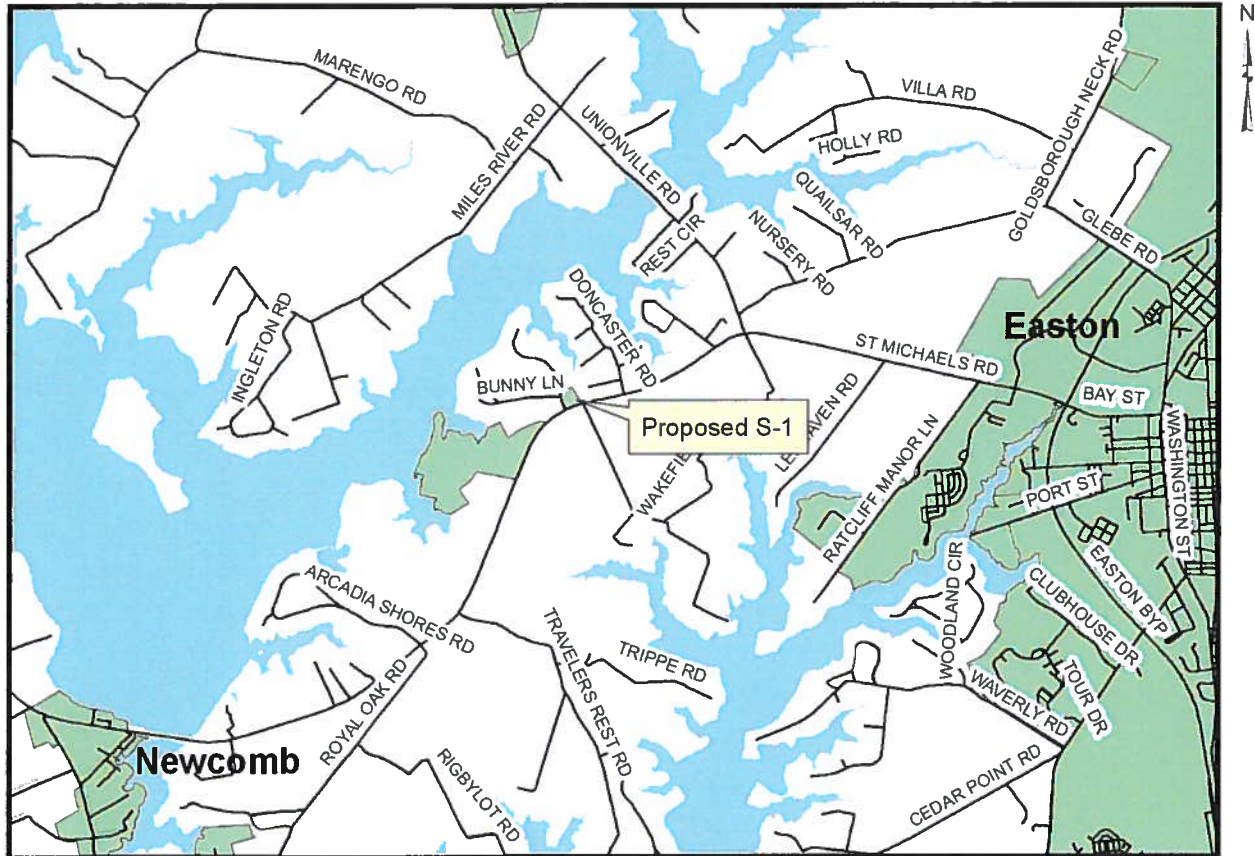 N
MARENGO RD
VILLA RD
GOLDSBOROUGH NECK RD
UNIONVILLE RD
HOLLY RD
MILES RIVER RD
QUAILSAR RD
GLEBE RD
REST CIR
NURSERY RD
DONCASTER RD
INGLETON RD
Easton
ST MICHAELS RD
BUNNY LN
BAY ST
Proposed S-1
WASHINGTON ST
RATCLIFF MANOR LN
PORT ST
EASTON BYP
WOODLAND CIR
CLUBHOUSE DR
ARCADIA SHORES RD
TRAVELERS REST RD
TRIPPE RD
TOUR DR
WAVERLY RD
ROYAL OAK RD
Newcomb
RIGBYLOT RD
CEDAR POINT RD